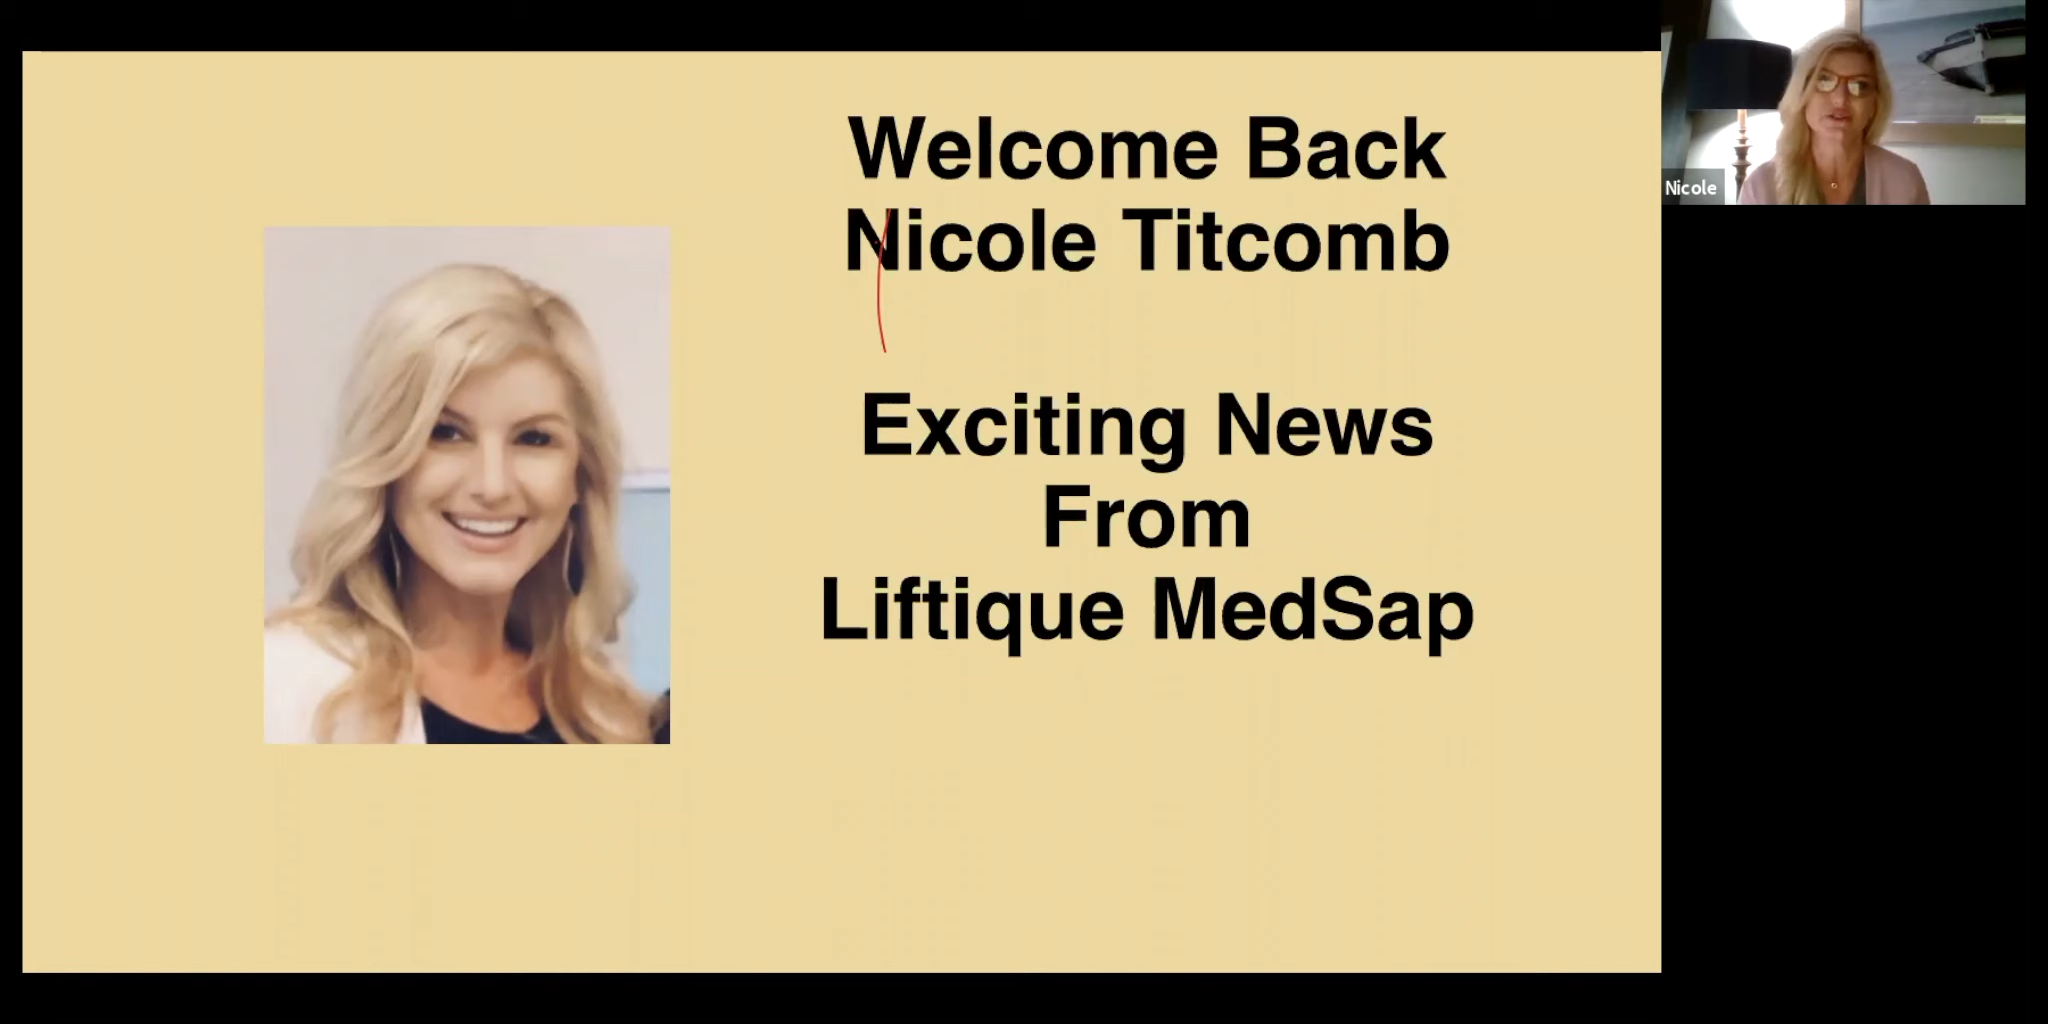 Welcome Back
Nicole Titcomb
Exciting News
From
Liftique MedSap
Nicole